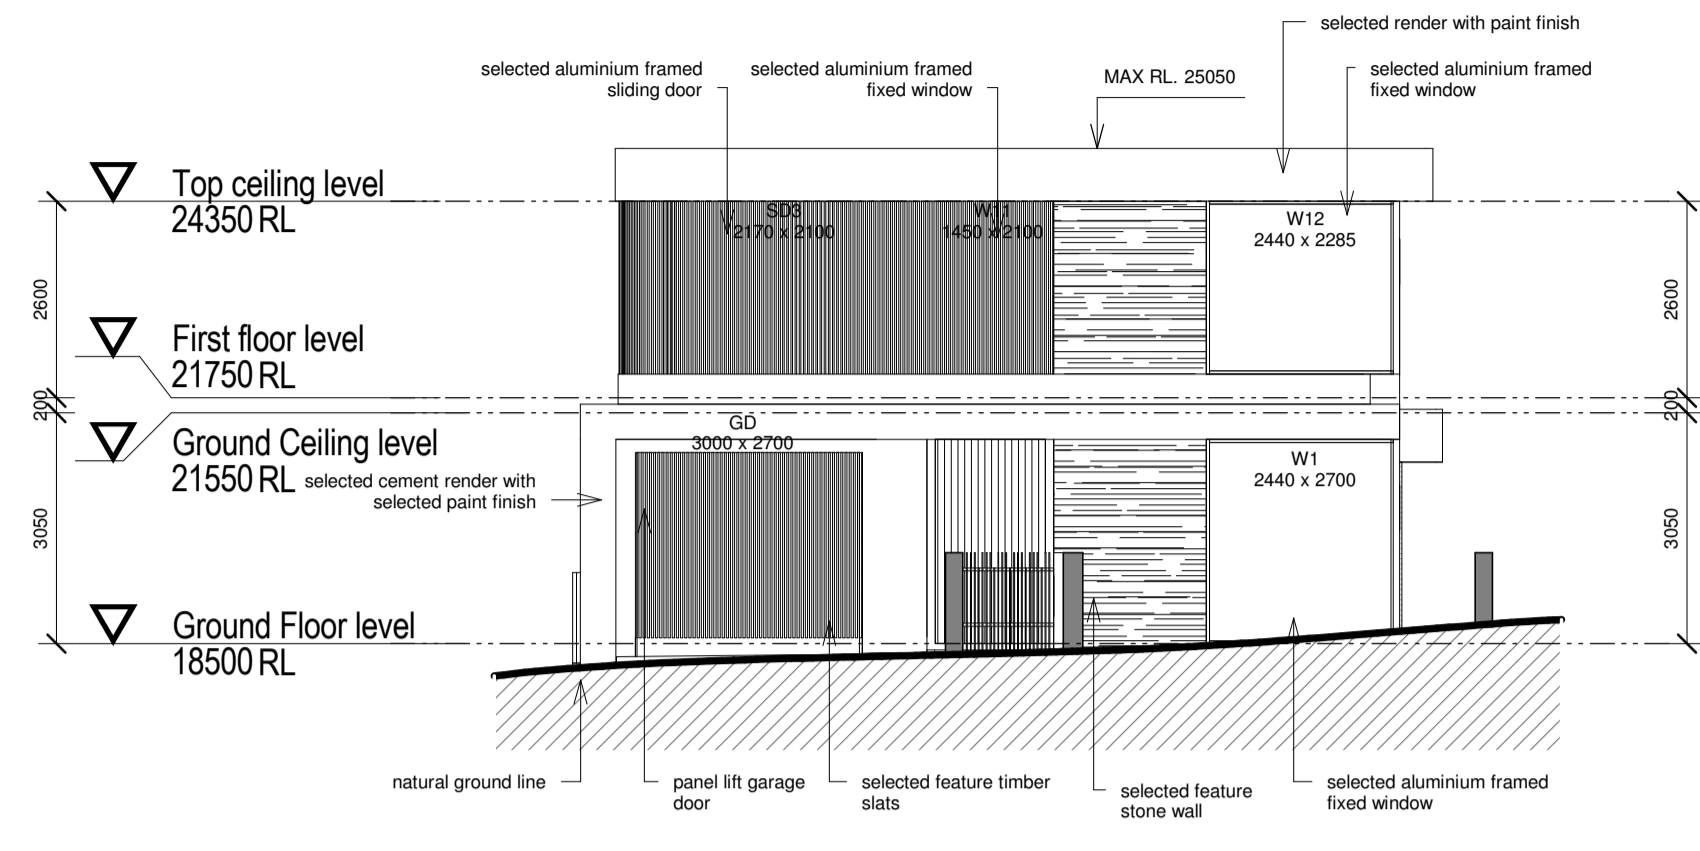 selected render with paint finish
selected aluminium framed
sliding door
selected aluminium framed
fixed window
MAX RL. 25050
selected aluminium framed
fixed window
Top ceiling level
24350 RL
SD3
2170 x 2100
W11
1450 x 2100
W12
2440 x 2285
2600
2600
First floor level
21750 RL
200
200
Ground Ceiling level
21550 RL
selected cement render with
selected paint finish
GD
3000 x 2700
W1
2440 x 2700
3050
3050
Ground Floor level
18500 RL
natural ground line
panel lift garage
door
selected feature timber
slats
selected feature
stone wall
selected aluminium framed
fixed window